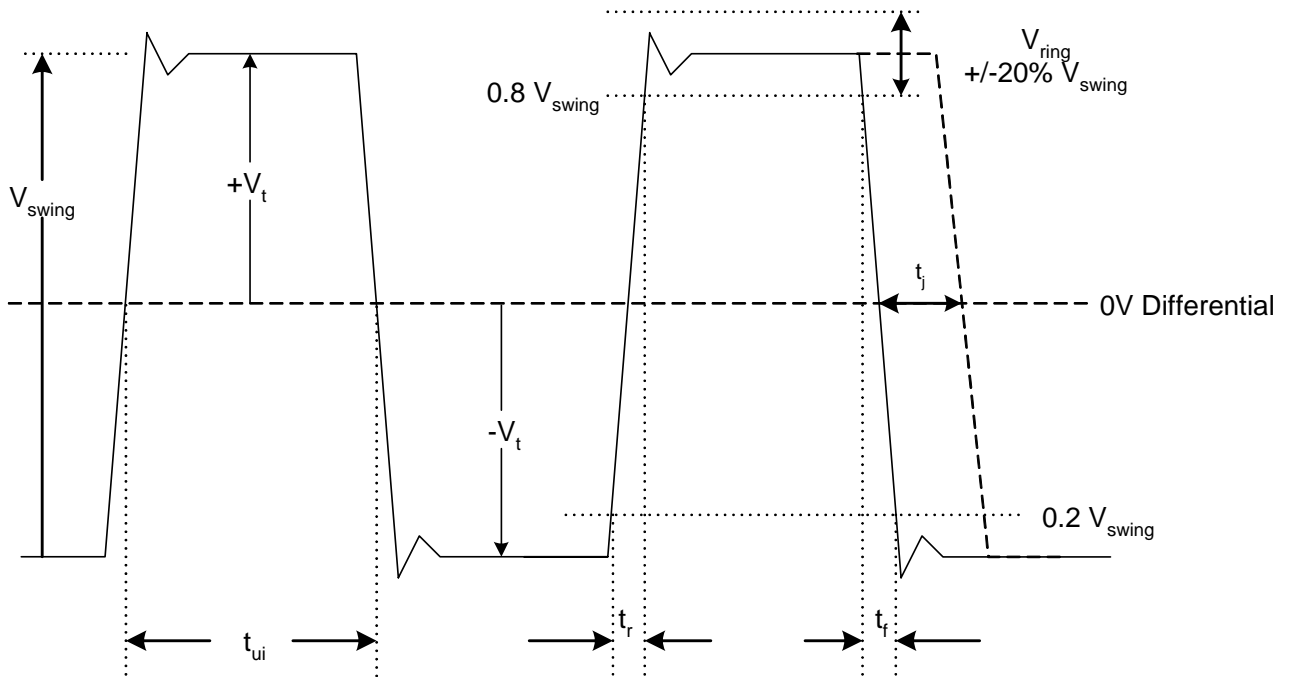 V_ring
+/-20% V_swing
0.8 V_swing
V_swing
+V_t
t_j
0V Differential
-V_t
0.2 V_swing
t_ui
t_r
t_f